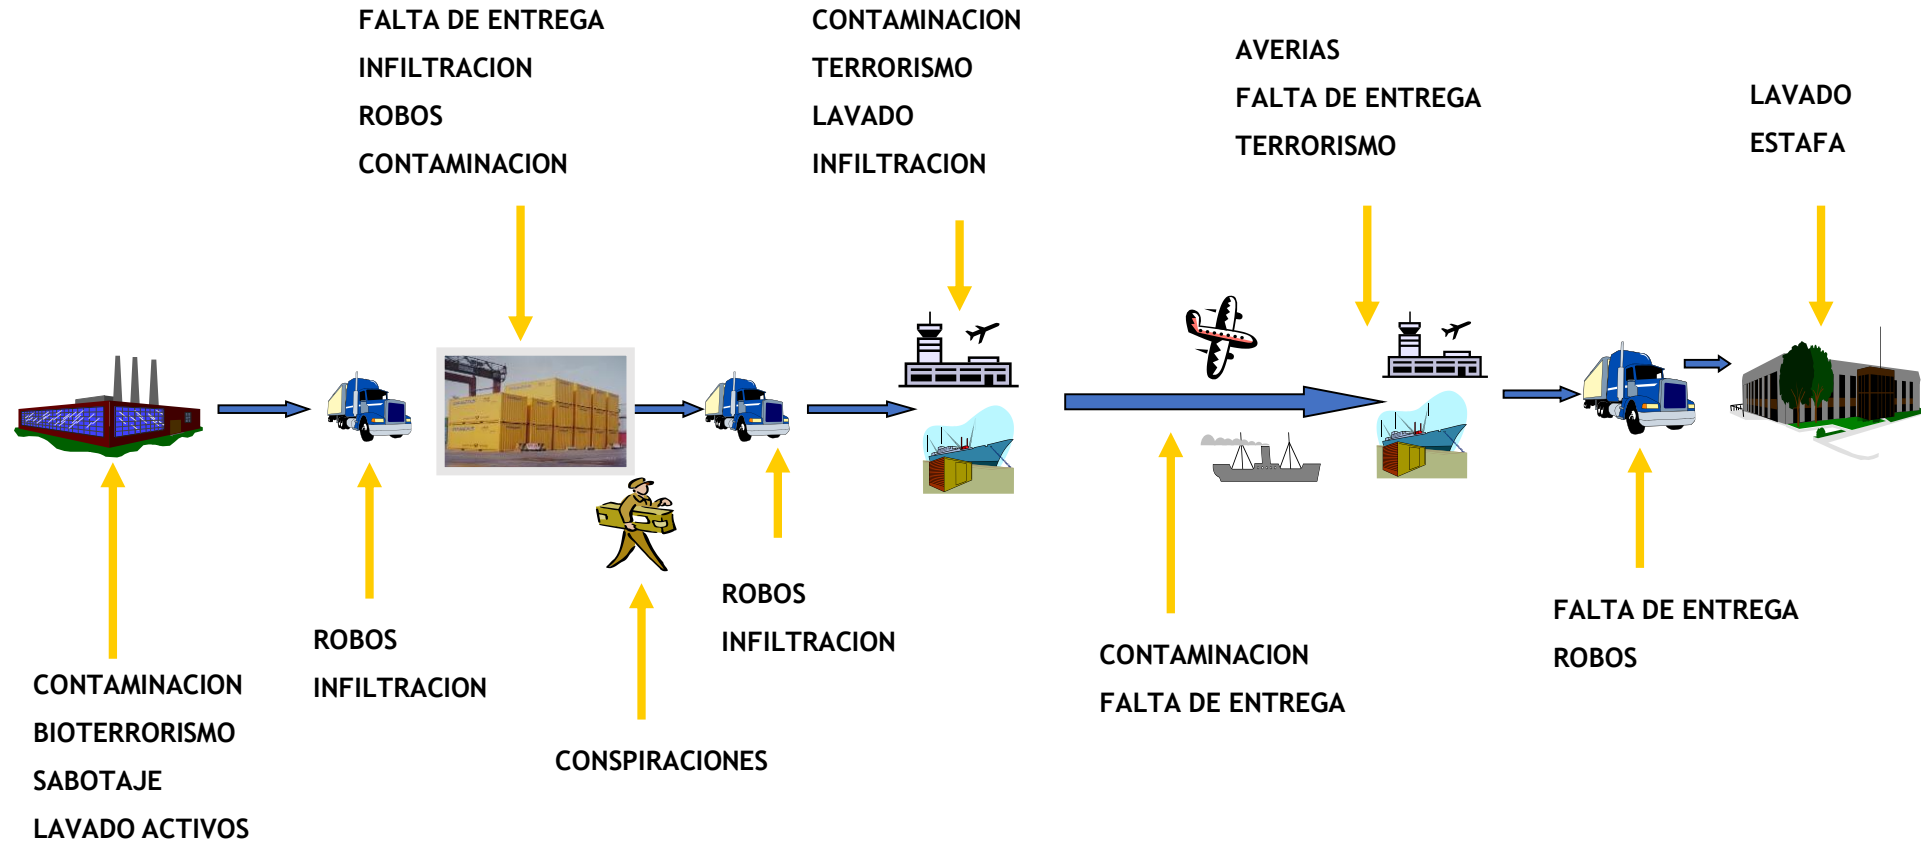 FALTA DE ENTREGA
INFILTRACION
ROBOS
CONTAMINACION
CONTAMINACION
TERRORISMO
LAVADO
INFILTRACION
AVERIAS
FALTA DE ENTREGA
TERRORISMO
LAVADO
ESTAFA
CONTAMINACION
BIOTERRORISMO
SABOTAJE
LAVADO ACTIVOS
ROBOS
INFILTRACION
CONSPIRACIONES
ROBOS
INFILTRACION
CONTAMINACION
FALTA DE ENTREGA
FALTA DE ENTREGA
ROBOS